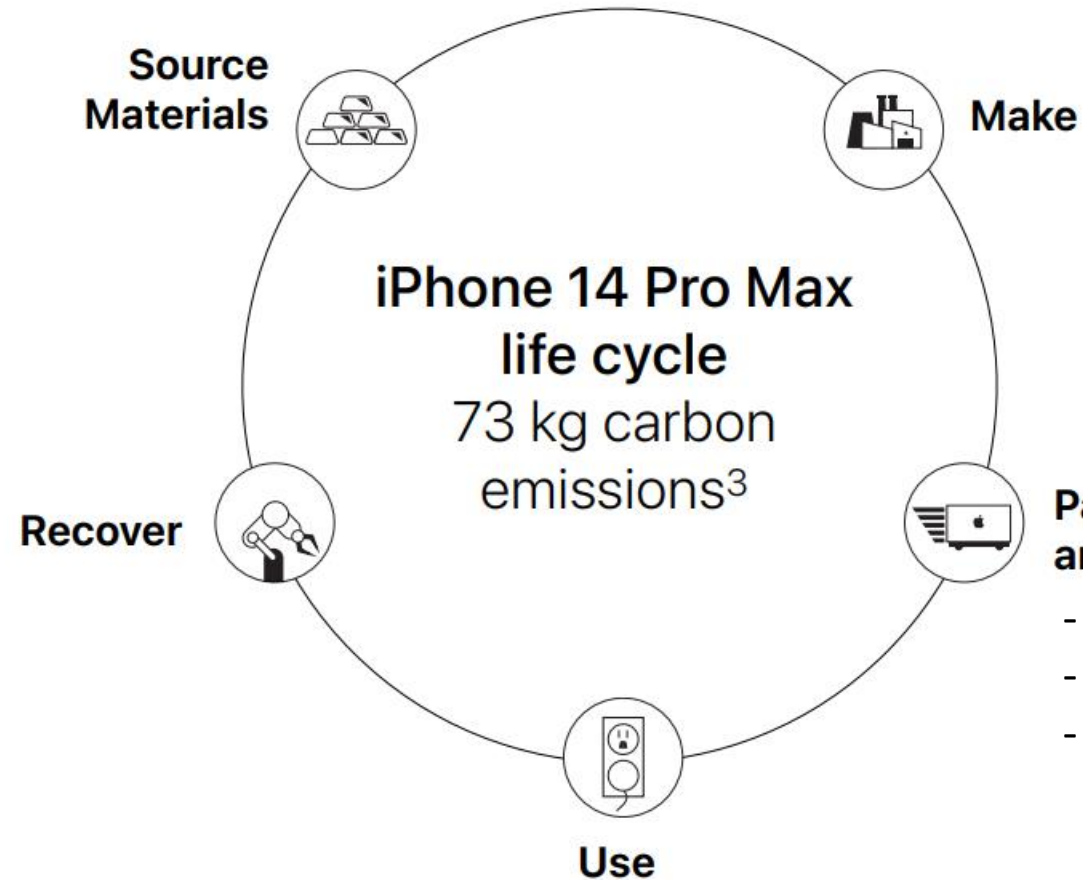 Source
Materials
Make
iPhone 14 Pro Max
life cycle
73 kg carbon
emissions³
Recover
-
-
-
Use